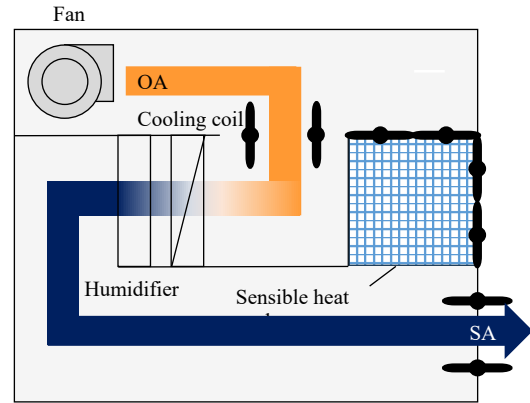 Fan
OA
Cooling coil
Humidifier
Sensible heat
SA